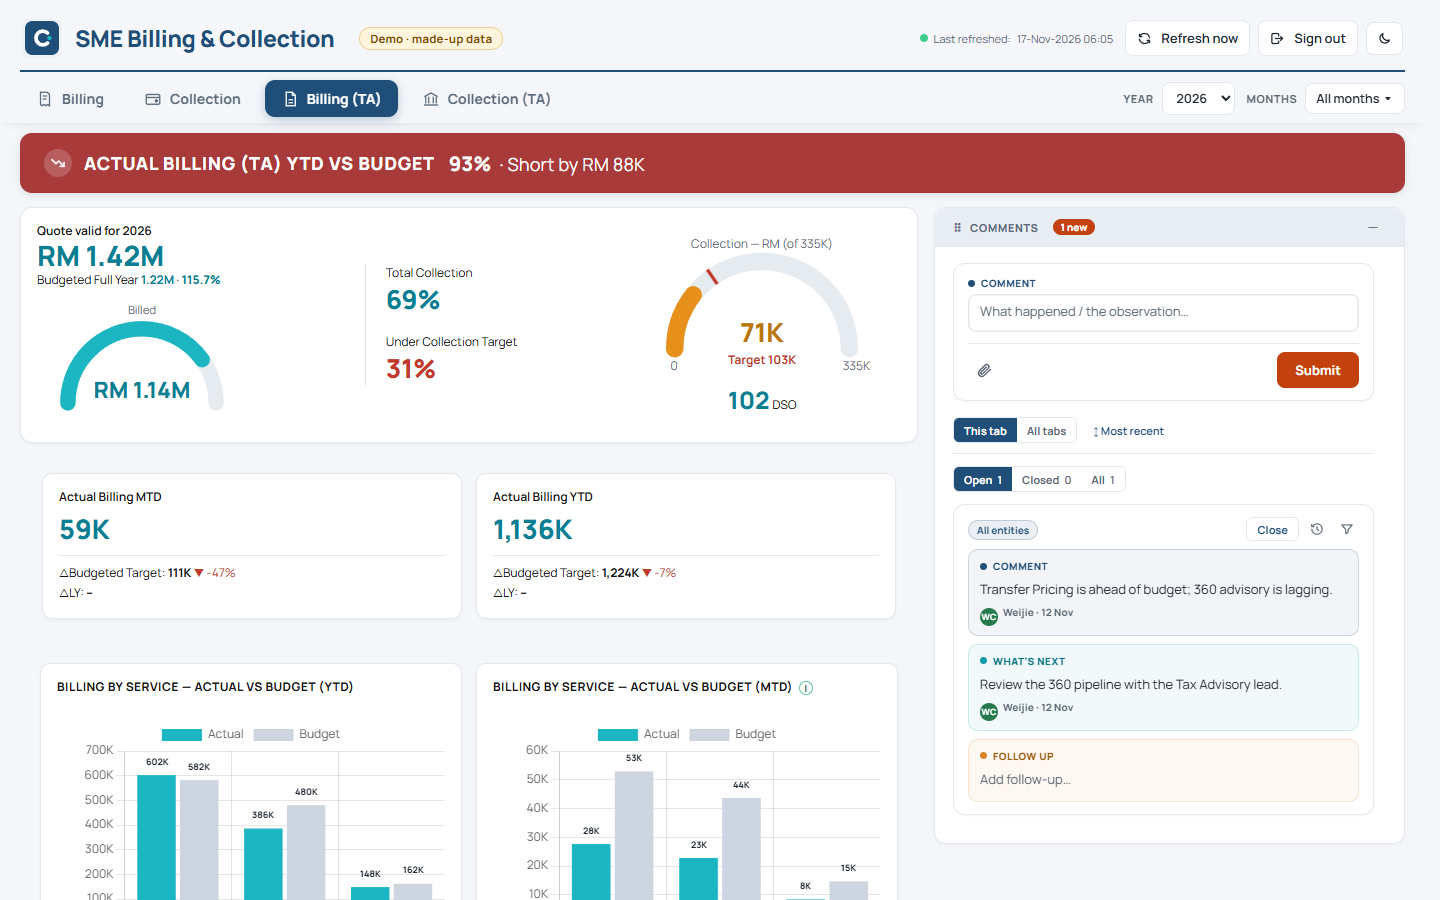 SME Billing & Collection
Demo · made-up data
Last refreshed: 17-Nov-2026 06:05
Refresh now
Sign out
Billing
Collection
Billing (TA)
Collection (TA)
YEAR
2026
MONTHS
All months
ACTUAL BILLING (TA) YTD VS BUDGET 93% · Short by RM 88K
Quote valid for 2026
RM 1.42M
Budgeted Full Year 1.22M · 115.7%
Billed
RM 1.14M
Total Collection
69%
Under Collection Target
31%
Collection — RM (of 335K)
71K
Target 103K
0
335K
102 DSO
Actual Billing MTD
59K
△Budgeted Target: 111K ▼ -47%
△LY: –
Actual Billing YTD
1,136K
△Budgeted Target: 1,224K ▼ -7%
△LY: –
BILLING BY SERVICE — ACTUAL VS BUDGET (YTD)
Actual
Budget
700K
600K
500K
400K
300K
200K
100K
602K
582K
386K
480K
148K
162K
BILLING BY SERVICE — ACTUAL VS BUDGET (MTD)
Actual
Budget
60K
50K
40K
30K
20K
10K
28K
53K
23K
44K
8K
15K
COMMENTS
1 new
COMMENT
What happened / the observation...
Submit
This tab
All tabs
↕ Most recent
Open 1
Closed 0
All 1
All entities
Close
COMMENT
Transfer Pricing is ahead of budget; 360 advisory is lagging.
WC
Weijie · 12 Nov
WHAT'S NEXT
Review the 360 pipeline with the Tax Advisory lead.
WC
Weijie · 12 Nov
FOLLOW UP
Add follow-up...